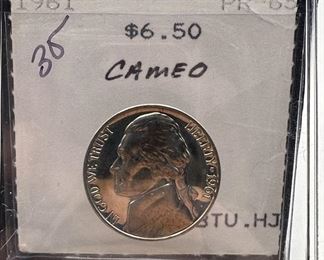 1961 PR-65
35
$6.50
CAMEO
IN GOD WE TRUST
LIBERTY 1961
BTU.HJ